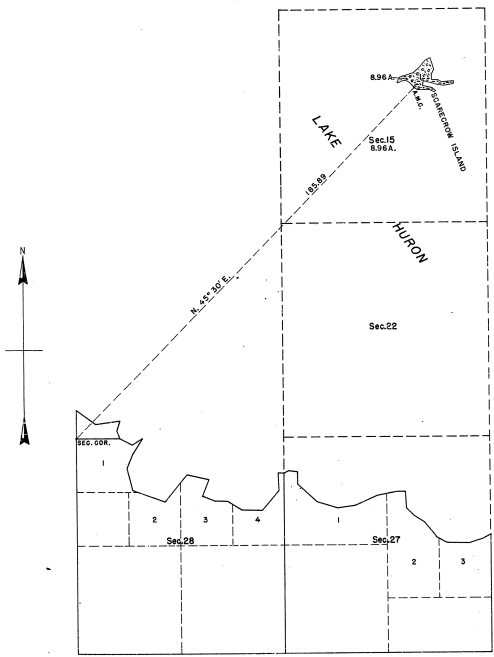 8.96 A.
A.M.C.
SCARECROW ISLAND
LAKE
Sec.15
8.96A.
185.89
HURON
N
N. 45° 30' E.
Sec.22
SEC. COR.
1
2
3
4
1
Sec.28
Sec.27
2
3